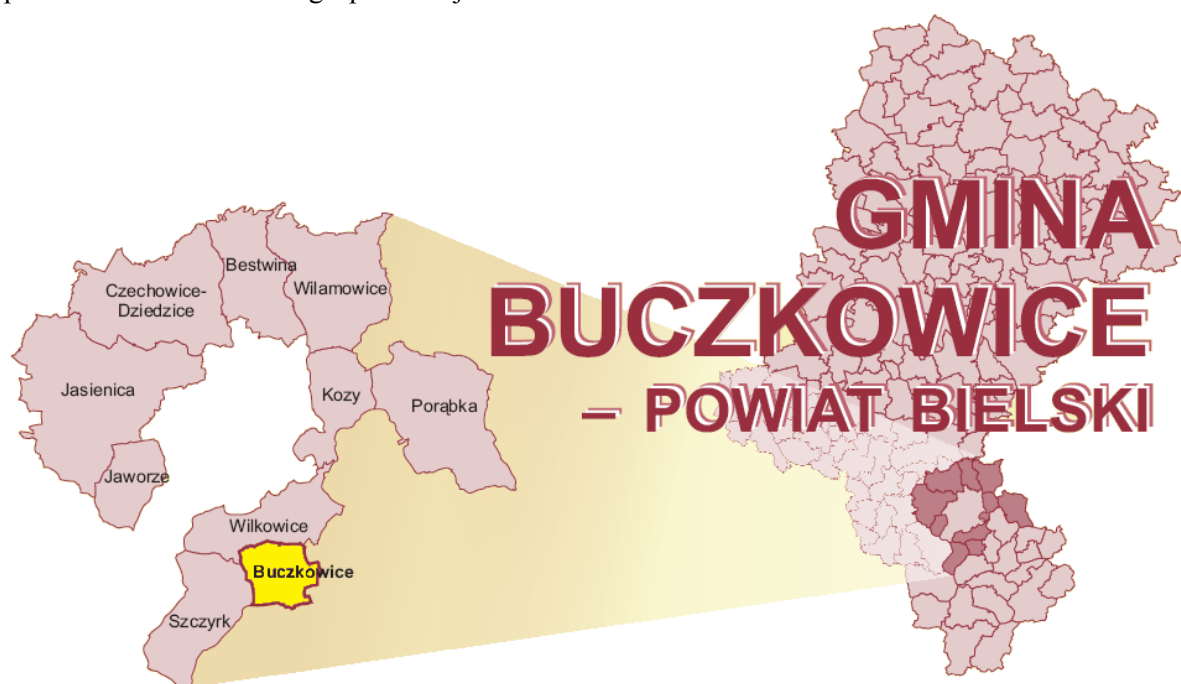 GMINA
BUCZKOWICE
– POWIAT BIELSKI
Bestwina
Czechowice-
Dziedzice
Wilamowice
Jasienica
Kozy
Porąbka
Jaworze
Wilkowice
Buczkowice
Szczyrk